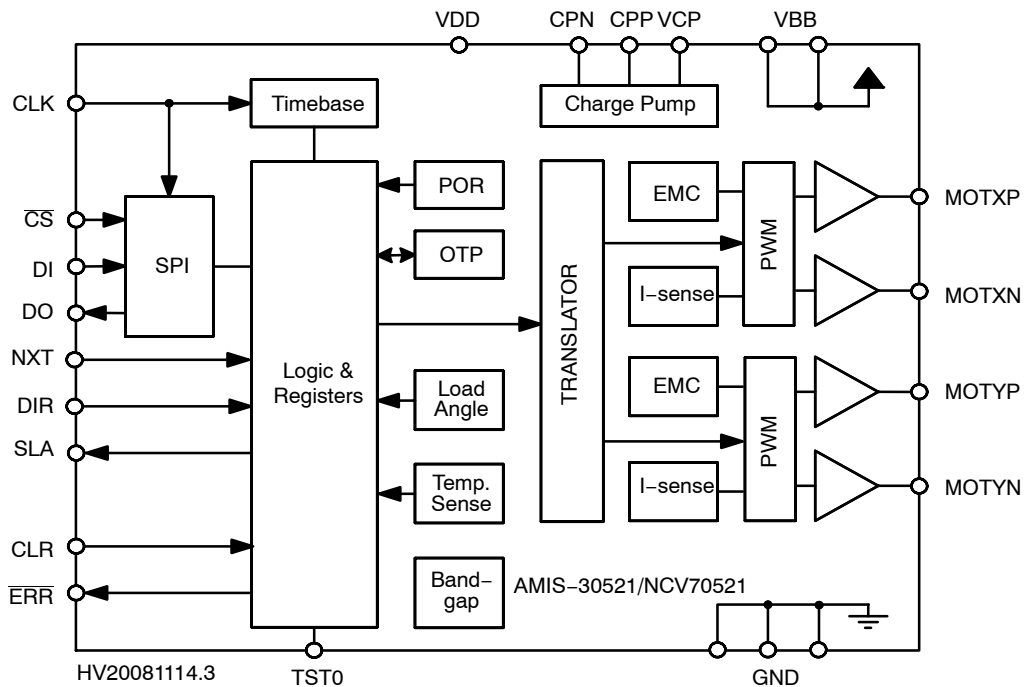 VDD
CPN
CPP
VCP
VBB
CLK
Timebase
Charge Pump
POR
EMC
MOTXP
CS
OTP
PWM
DI
SPI
DO
I−sense
MOTXN
NXT
Logic &
Registers
TRANSLATOR
DIR
Load
Angle
EMC
MOTYP
SLA
PWM
Temp.
Sense
I−sense
MOTYN
CLR
ERR
Band−
gap
AMIS−30521/NCV70521
HV20081114.3
TST0
GND